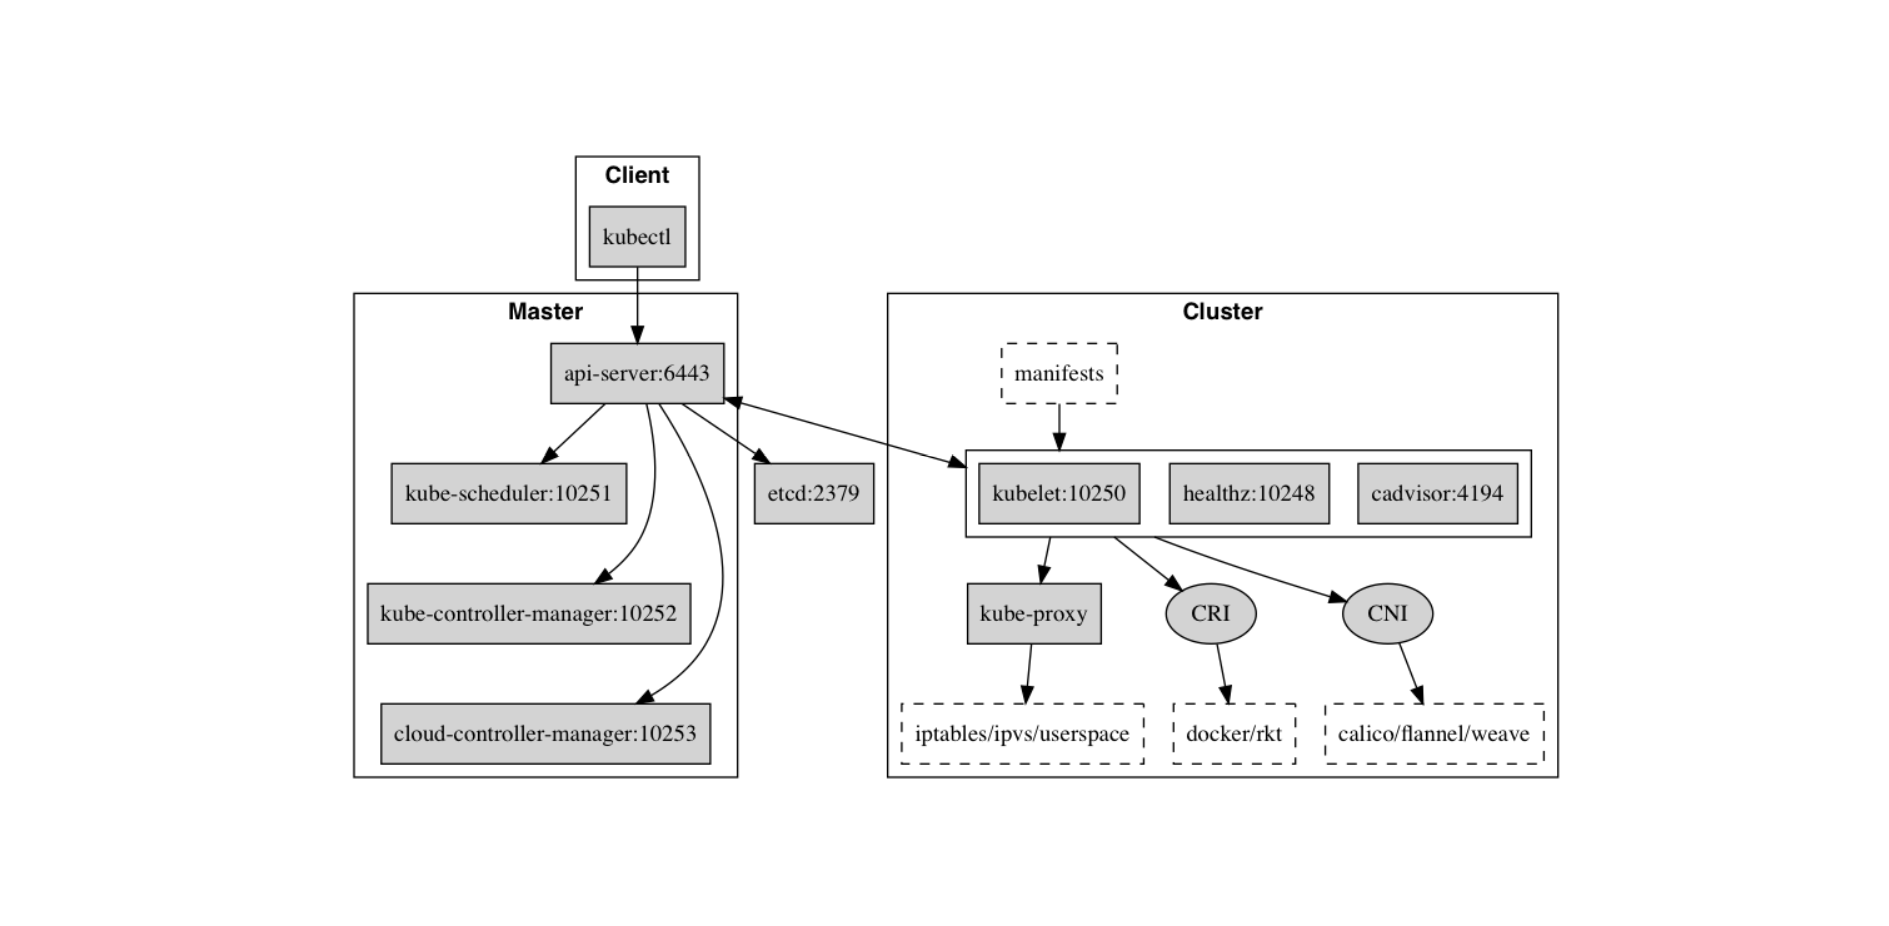 Client
kubectl
Master
api-server:6443
kube-scheduler:10251
etcd:2379
kube-controller-manager:10252
cloud-controller-manager:10253
Cluster
manifests
kubelet:10250
healthz:10248
cadvisor:4194
kube-proxy
CRI
CNI
iptables/ipvs/userspace
docker/rkt
calico/flannel/weave